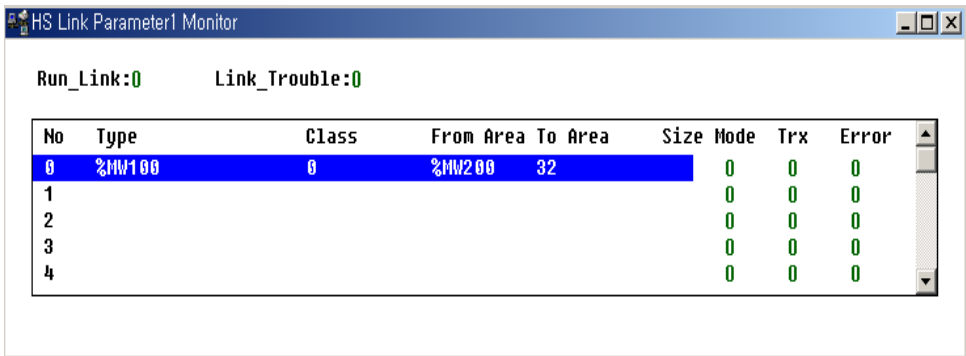 HS Link Parameter1 Monitor
Run_Link:0 Link_Trouble:0
No Type Class From Area To Area Size Mode Trx Error
0 %MW100 0 %MW200 32 0 0 0
1 0 0 0
2 0 0 0
3 0 0 0
4 0 0 0